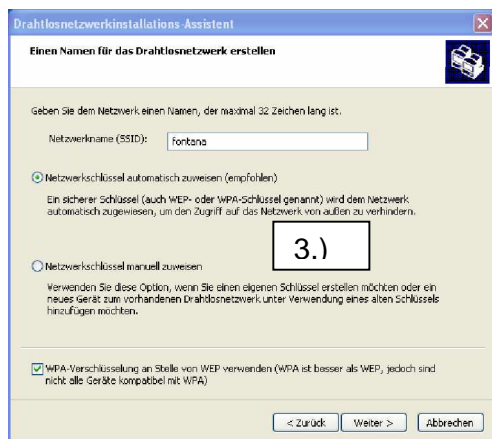 Drahtlosnetzwerkinstallations-Assistent
Einen Namen für das Drahtlosnetzwerk erstellen
Geben Sie dem Netzwerk einen Namen, der maximal 32 Zeichen lang ist.
Netzwerkname (SSID): fontana
Netzwerkschlüssel automatisch zuweisen (empfohlen)
Ein sicherer Schlüssel (auch WEP- oder WPA-Schlüssel genannt) wird dem Netzwerk
automatisch zugewiesen, um den Zugriff auf das Netzwerk von außen zu verhindern.
3.)
Netzwerkschlüssel manuell zuweisen
Verwenden Sie diese Option, wenn Sie einen eigenen Schlüssel erstellen möchten oder ein
neues Gerät zum vorhandenen Drahtlosnetzwerk unter Verwendung eines alten Schlüssels
hinzufügen möchten.
WPA-Verschlüsselung an Stelle von WEP verwenden (WPA ist besser als WEP, jedoch sind
nicht alle Geräte kompatibel mit WPA)
< Zurück Weiter > Abbrechen